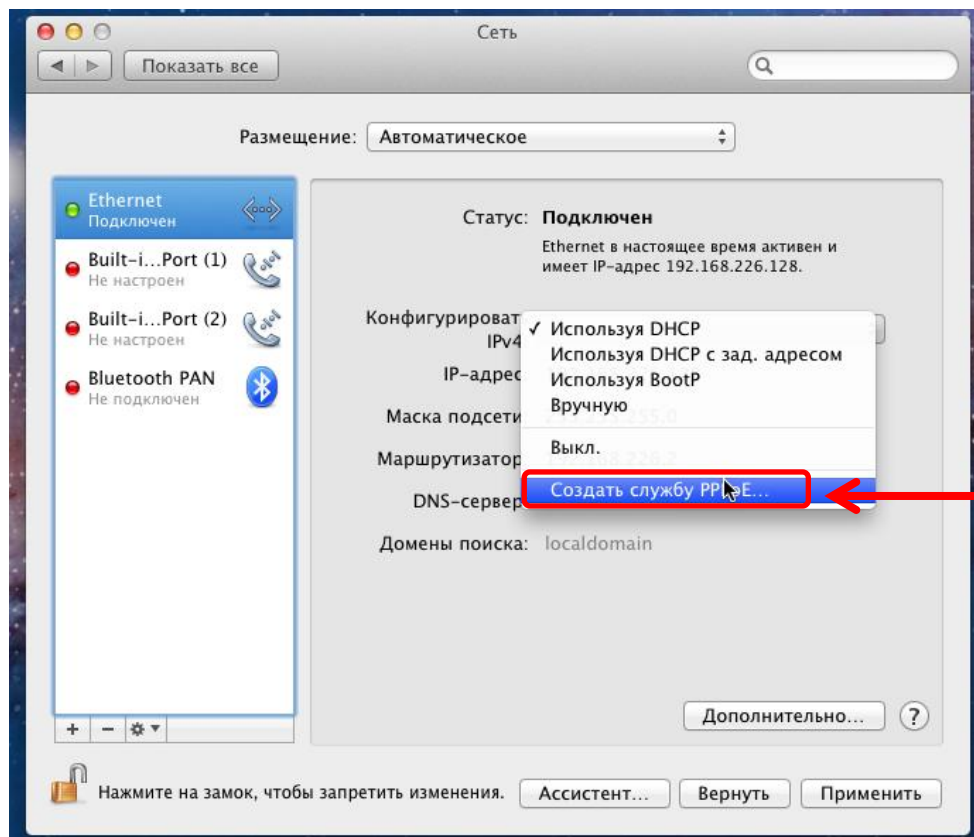 Сеть
Показать все
Размещение: Автоматическое
Ethernet
Подключен
Built-i...Port (1)
Не настроен
Built-i...Port (2)
Не настроен
Bluetooth PAN
Не подключен
Статус: Подключен
Ethernet в настоящее время активен и
имеет IP-адрес 192.168.226.128.
Конфигурироват
IPv4
✓ Используя DHCP
Используя DHCP с зад. адресом
Используя BootP
Вручную
Выкл.
Создать службу
IP-адрес
Маска подсети
Маршрутизатор
DNS-сервер
Домены поиска: localdomain
Дополнительно... ?
+ −
Нажмите на замок, чтобы запретить изменения.
Ассистент... Вернуть Применить